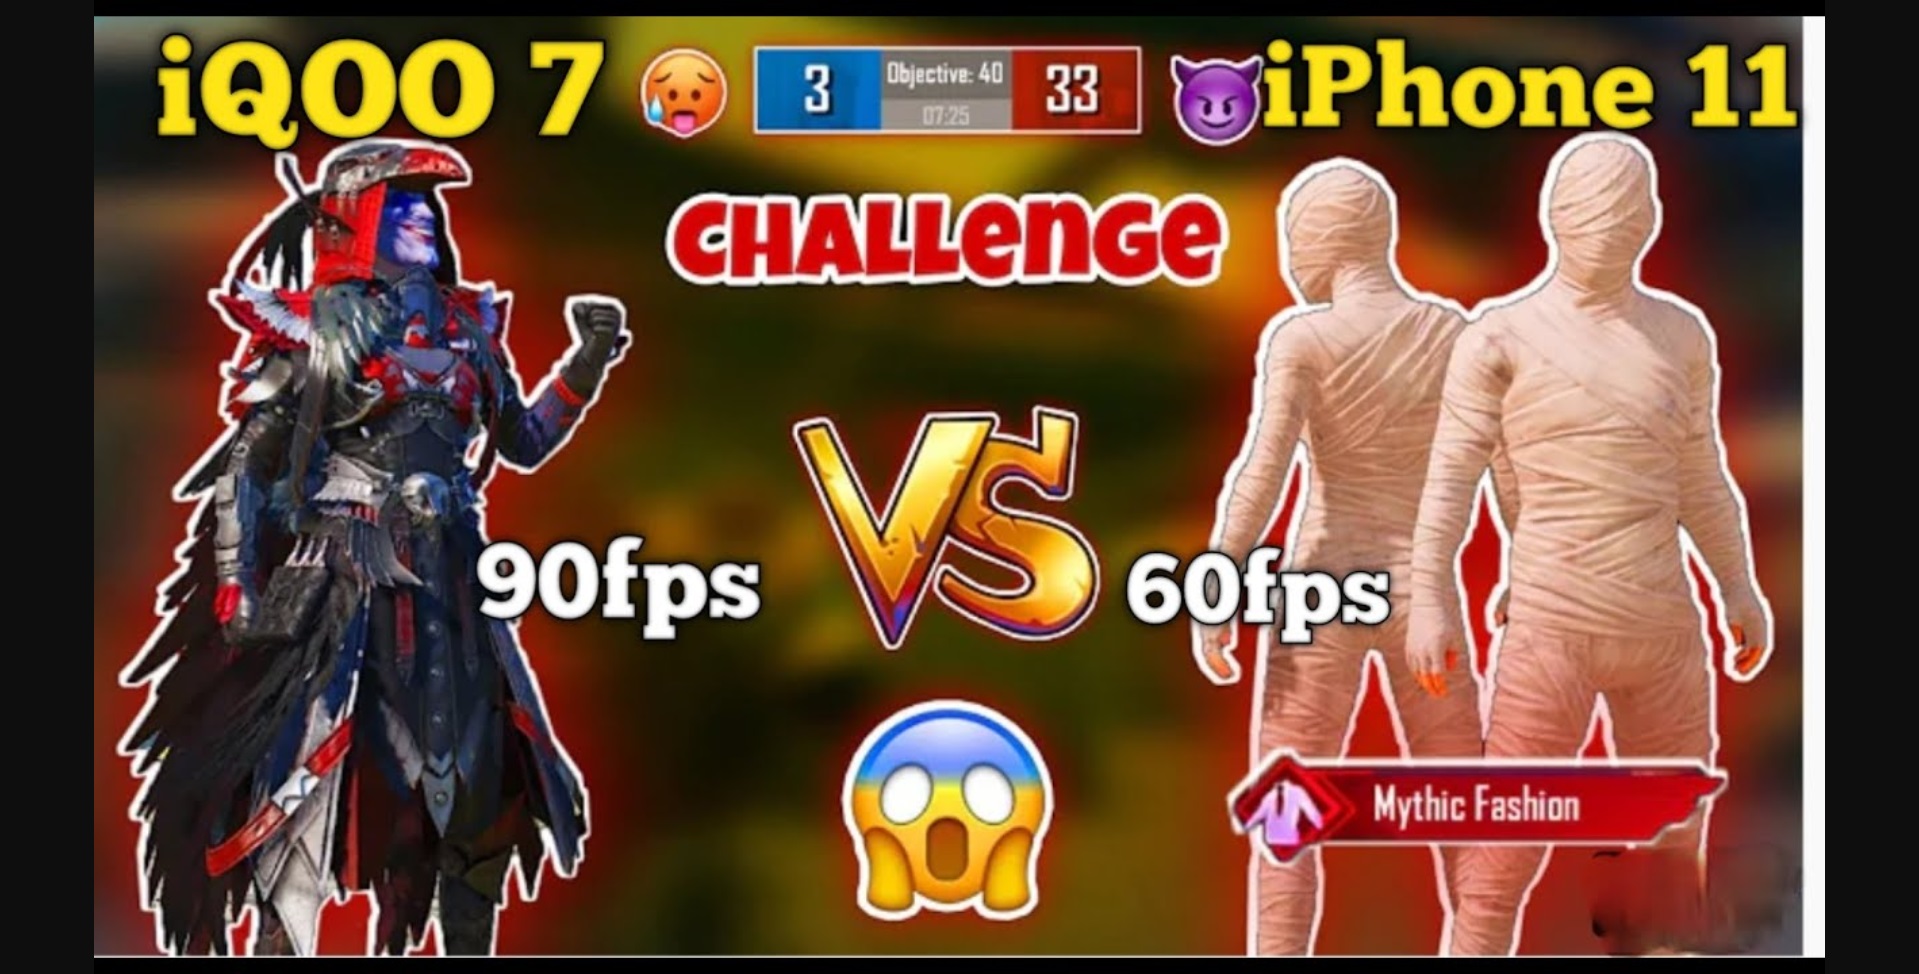 iQOO 7
3
Objective: 40
07:25
33
iPhone 11
CHALLenGe
VS
90fps
60fps
Mythic Fashion